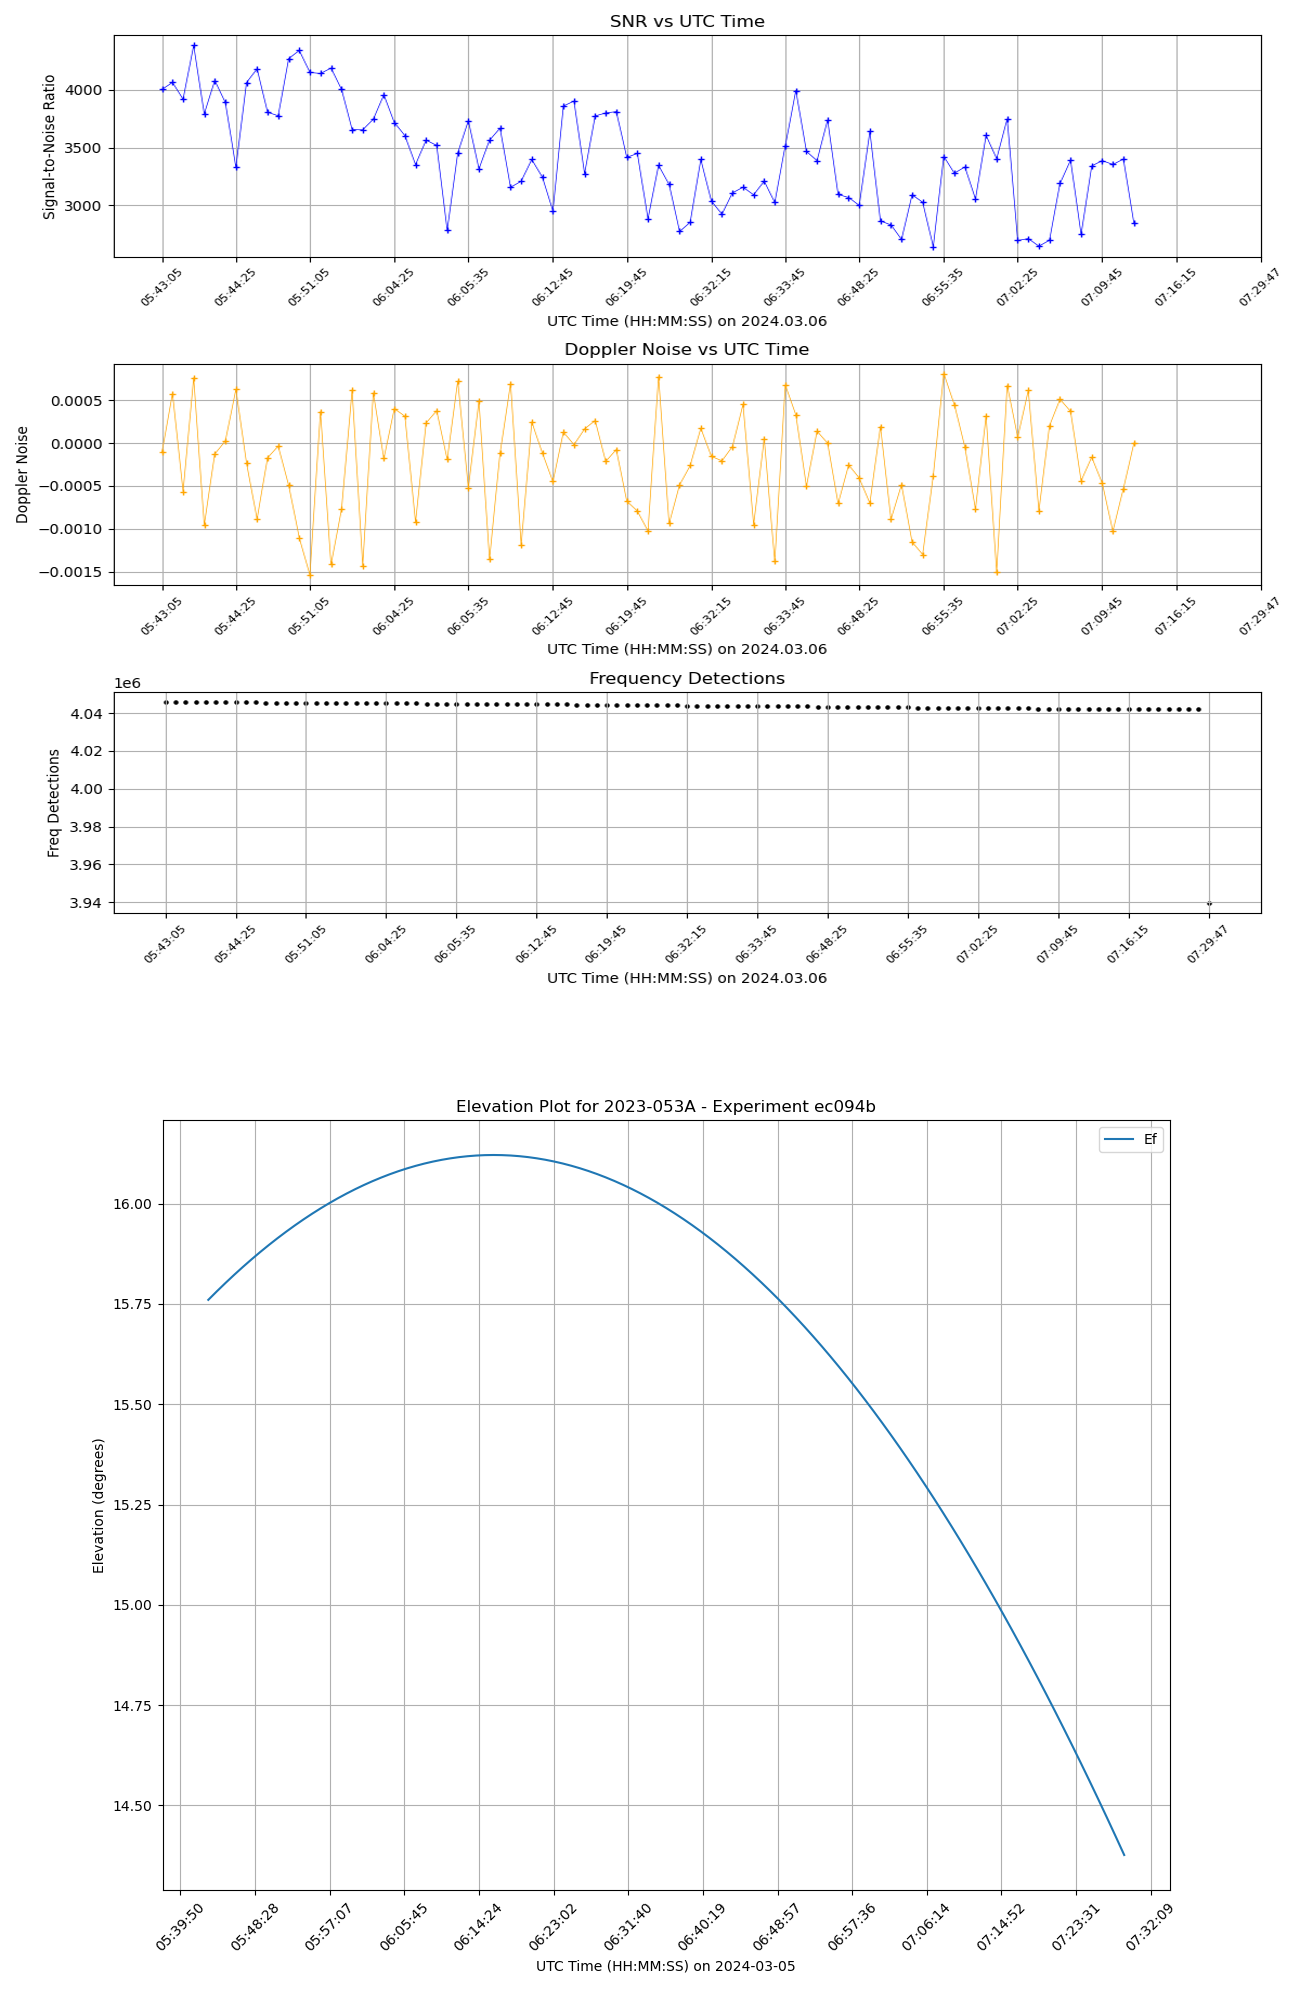 SNR vs UTC Time
Signal-to-Noise Ratio
4000
3500
3000
05:43:05 05:44:25 05:51:05 06:04:25 06:05:35 06:12:45 06:19:45 06:32:15 06:33:45 06:48:25 06:55:35 07:02:25 07:09:45 07:16:15 07:29:47
UTC Time (HH:MM:SS) on 2024.03.06
Doppler Noise vs UTC Time
Doppler Noise
0.0005
0.0000
−0.0005
−0.0010
−0.0015
05:43:05 05:44:25 05:51:05 06:04:25 06:05:35 06:12:45 06:19:45 06:32:15 06:33:45 06:48:25 06:55:35 07:02:25 07:09:45 07:16:15 07:29:47
UTC Time (HH:MM:SS) on 2024.03.06
Frequency Detections
1e6
Freq Detections
4.04
4.02
4.00
3.98
3.96
3.94
05:43:05 05:44:25 05:51:05 06:04:25 06:05:35 06:12:45 06:19:45 06:32:15 06:33:45 06:48:25 06:55:35 07:02:25 07:09:45 07:16:15 07:29:47
UTC Time (HH:MM:SS) on 2024.03.06
Elevation Plot for 2023-053A - Experiment ec094b
Ef
Elevation (degrees)
16.00
15.75
15.50
15.25
15.00
14.75
14.50
05:39:50 05:48:28 05:57:07 06:05:45 06:14:24 06:23:02 06:31:40 06:40:19 06:48:57 06:57:36 07:06:14 07:14:52 07:23:31 07:32:09
UTC Time (HH:MM:SS) on 2024-03-05